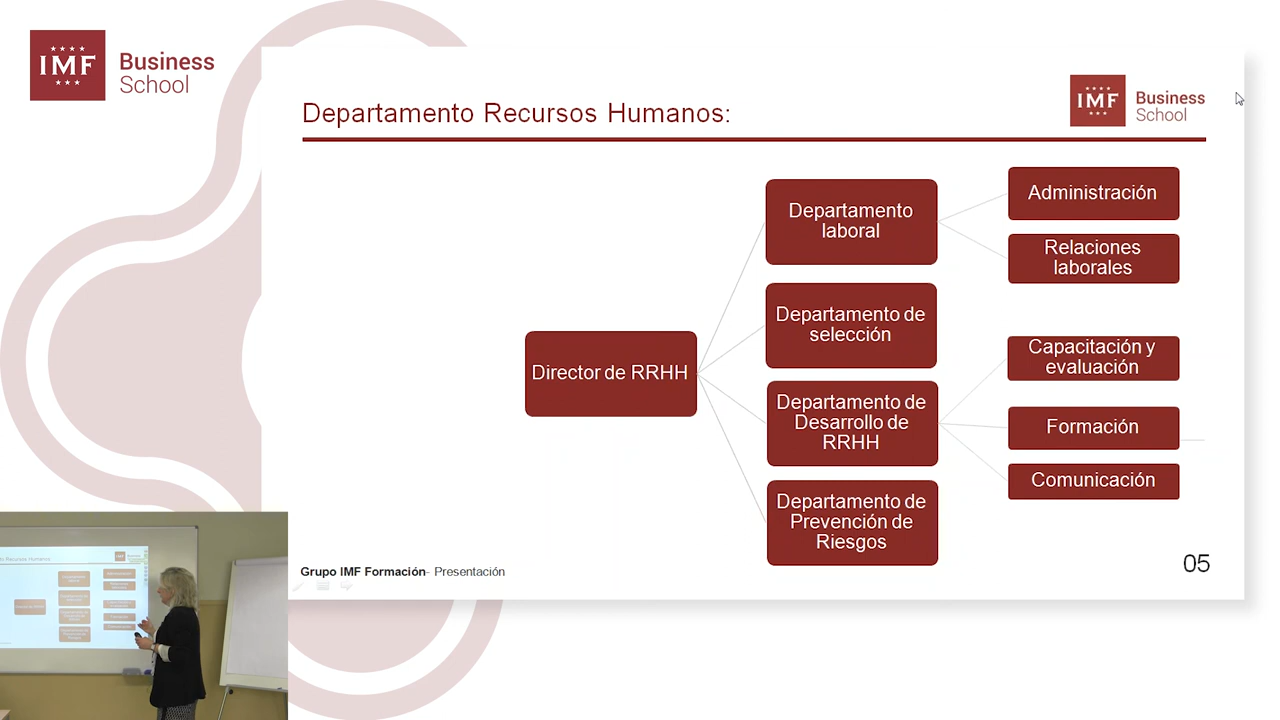 IMF
Business
School
Departamento Recursos Humanos:
IMF
Business
School
Director de RRHH
Departamento
laboral
Administración
Relaciones
laborales
Departamento de
selección
Departamento de
Desarrollo de
RRHH
Capacitación y
evaluación
Formación
Comunicación
Departamento de
Prevención de
Riesgos
Grupo IMF Formación- Presentación
05